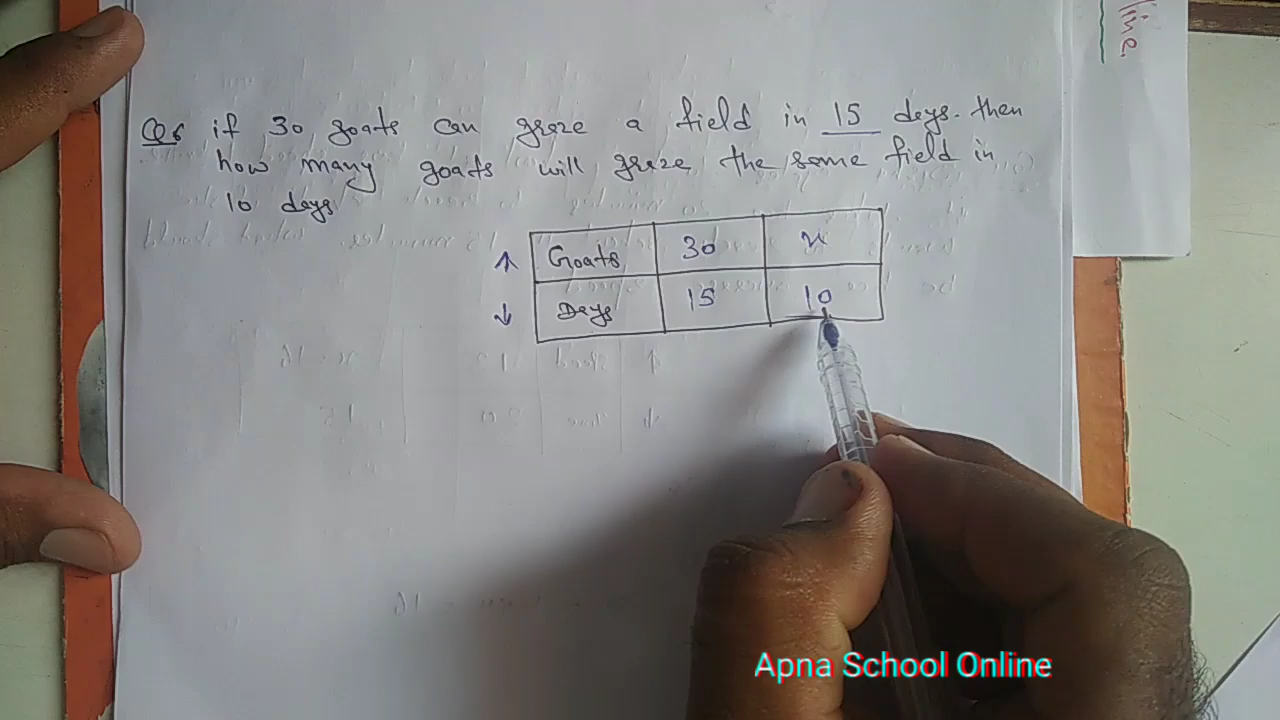 Q6 if 30 goats can graze a field in 15 days. then
how many goats will graze the same field in
10 days
↑ Goats 30 x
↓ Days 15 10
line.
Apna School Online